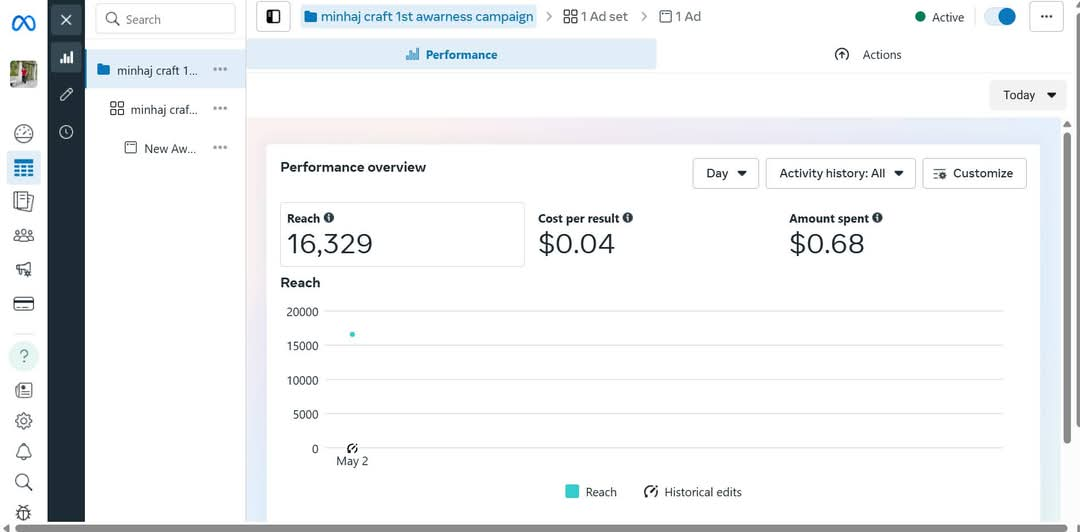 Search
minhaj craft 1st awarness campaign
1 Ad set
1 Ad
Active
minhaj craft 1...
minhaj craf...
New Aw...
Performance
Actions
Today
Performance overview
Day
Activity history: All
Customize
Reach
16,329
Cost per result
$0.04
Amount spent
$0.68
Reach
20000
15000
10000
5000
0
May 2
Reach
Historical edits